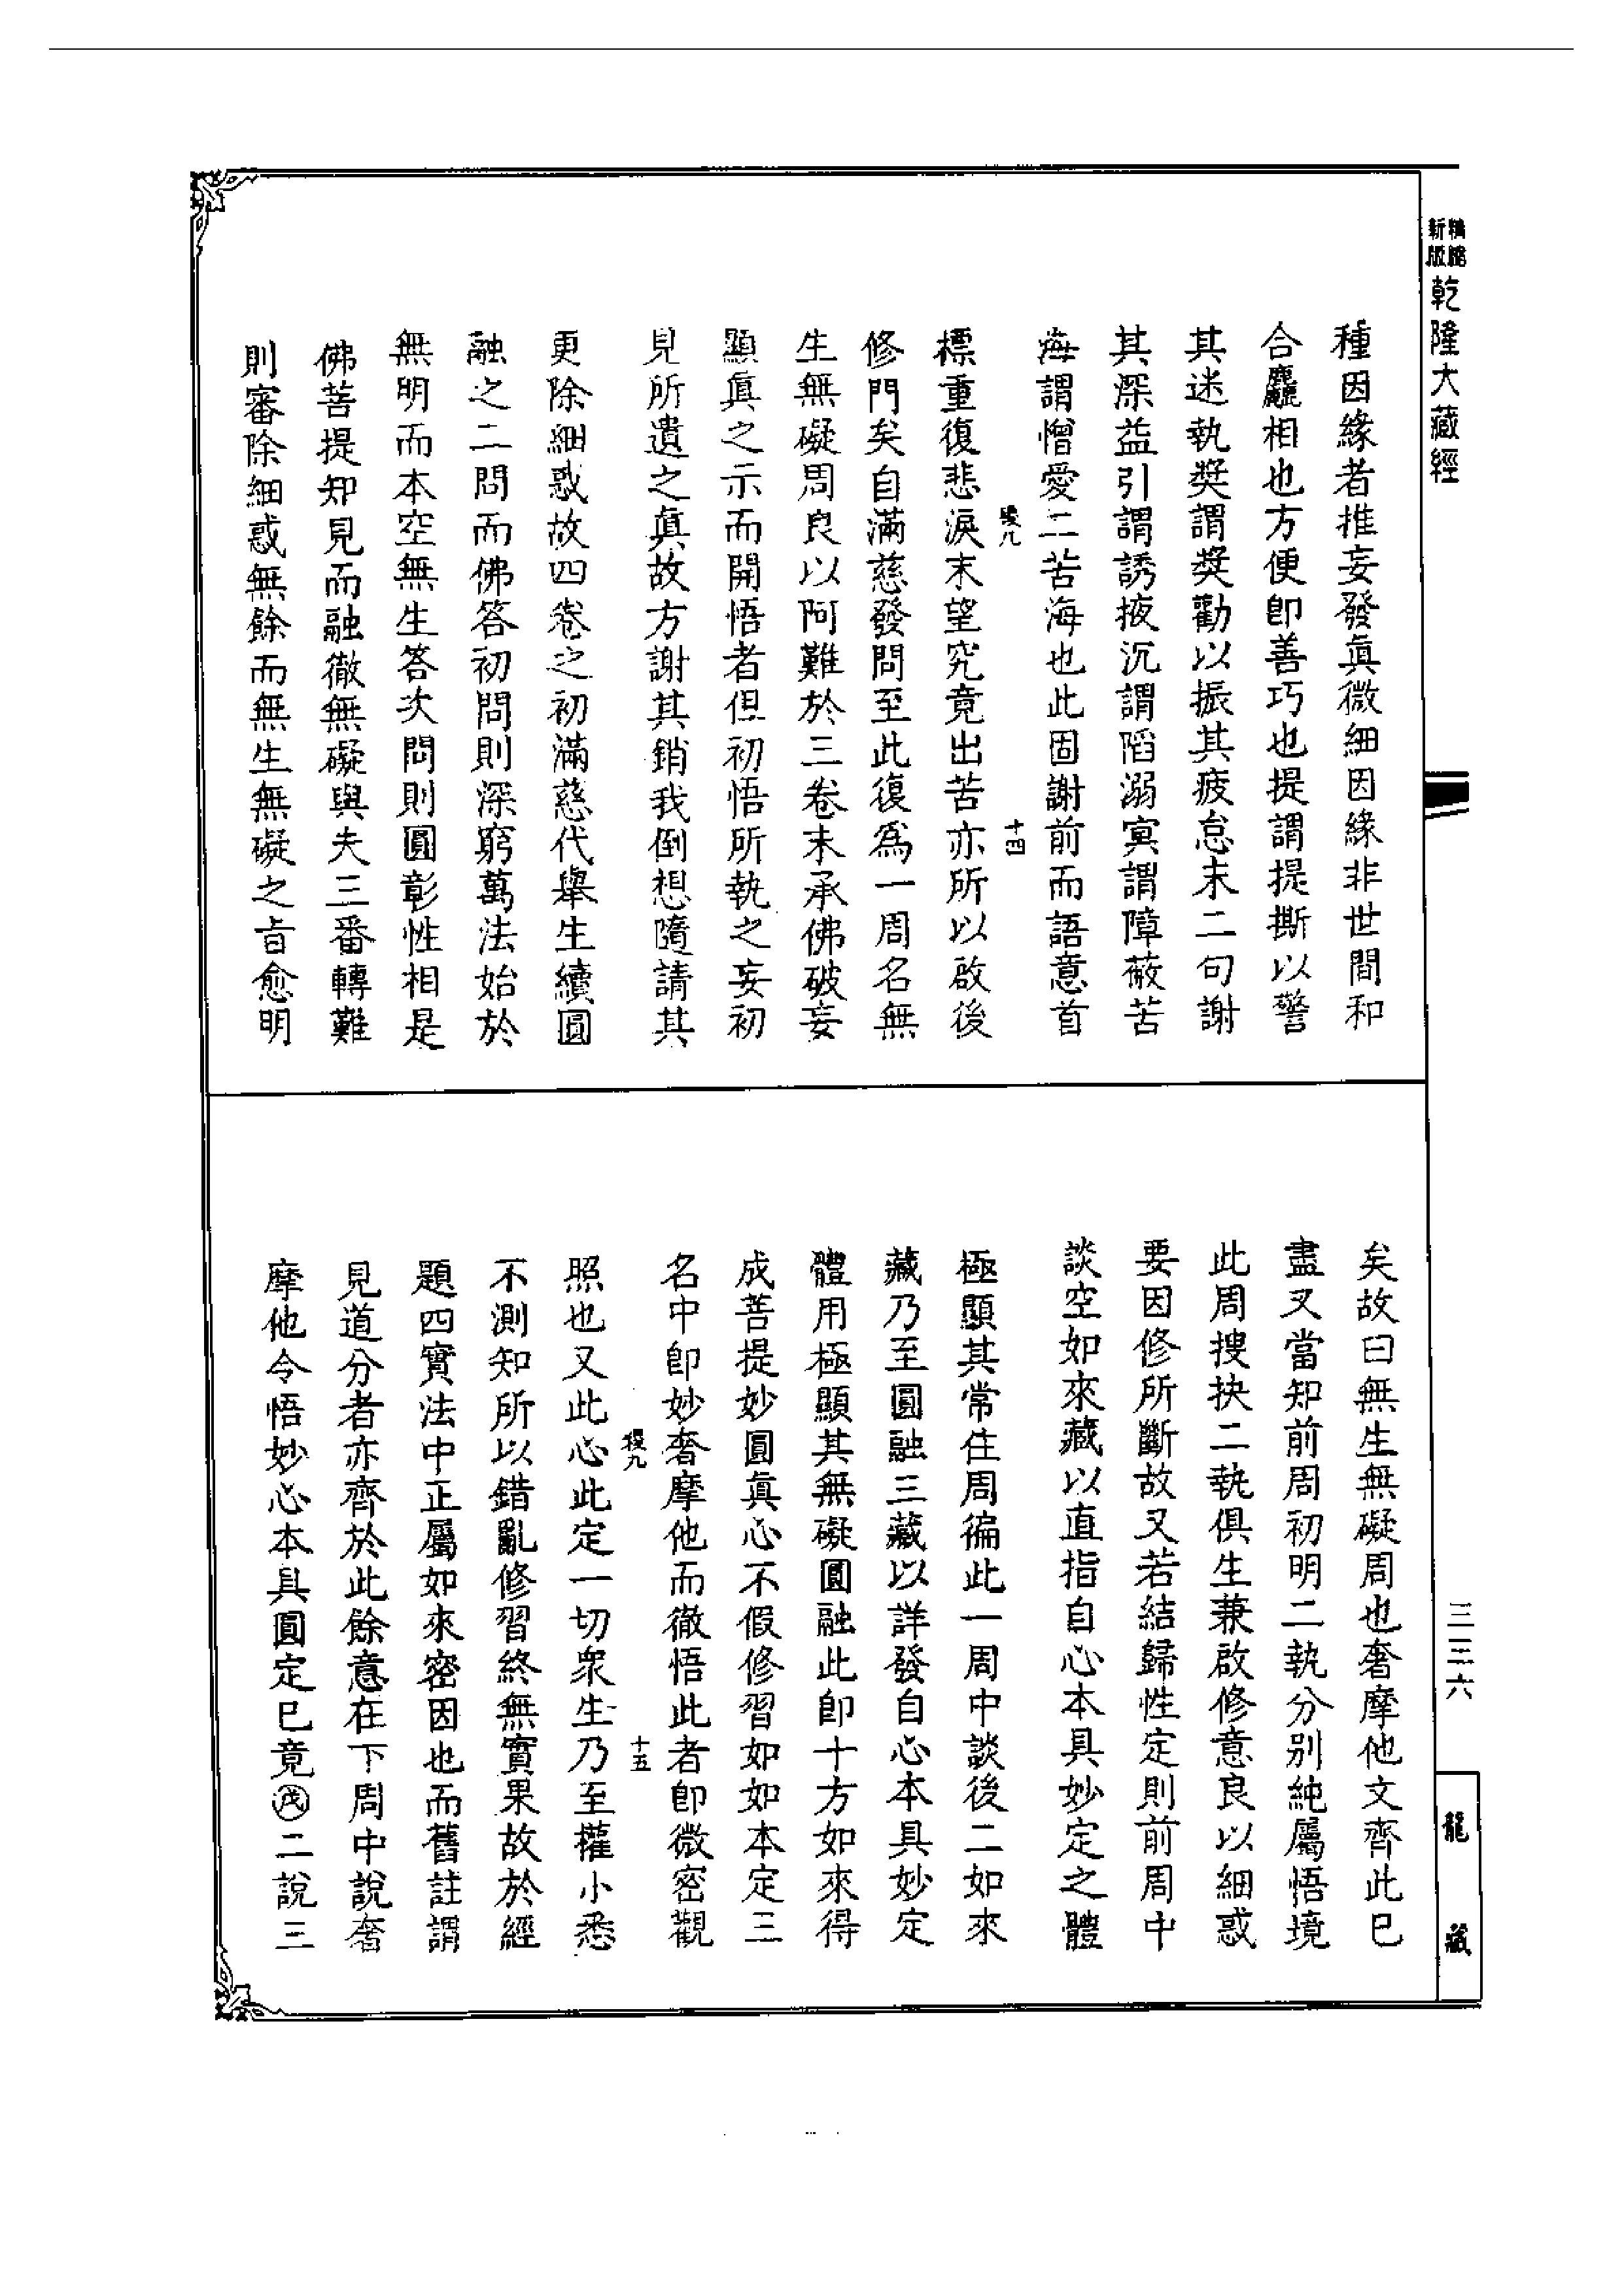 精鐫新版
乾隆大藏經
種因緣者推妄發眞微細因緣非世間和
合麤相也方便卽善巧也提謂提撕以警
其迷執奬謂奬勸以振其疲怠末二句謝
其深益引謂誘掖沉謂陷溺冥謂障蔽苦
海謂憎愛二苦海也此固謝前而語意首
十四
標重復悲淚末望究竟出苦亦所以啟後
修門矣自滿慈發問至此復爲一周名無
生無礙周良以阿難於三卷末承佛破妄
顯眞之示而開悟者但初悟所執之妄初
見所遺之眞故方謝其銷我倒想隨請其
更除細惑故四卷之初滿慈代舉生續圓
融之二問而佛答初問則深窮萬法始於
無明而本空無生答次問則圓彰性相是
佛菩提知見而融徹無礙與夫三番轉難
則審除細惑無餘而無生無礙之旨愈明
矣故曰無生無礙周也奢摩他文齊此已
盡又當知前周初明二執分別純屬悟境
此周搜抉二執俱生兼啟修意良以細惑
要因修所斷故又若結歸性定則前周中
談空如來藏以直指自心本具妙定之體
極顯其常住周徧此一周中談後二如來
藏乃至圓融三藏以詳發自心本具妙定
體用極顯其無礙圓融此卽十方如來得
成菩提妙圓眞心不假修習如如本定三
名中卽妙奢摩他而徹悟此者卽微密觀
十五
照也又此心此定一切衆生乃至權小悉
不測知所以錯亂修習終無實果故於經
題四實法中正屬如來密因也而舊註謂
見道分者亦齊於此餘意在下周中說奢
摩他令悟妙心本具圓定已竟㊅二說三
三三六
龍藏